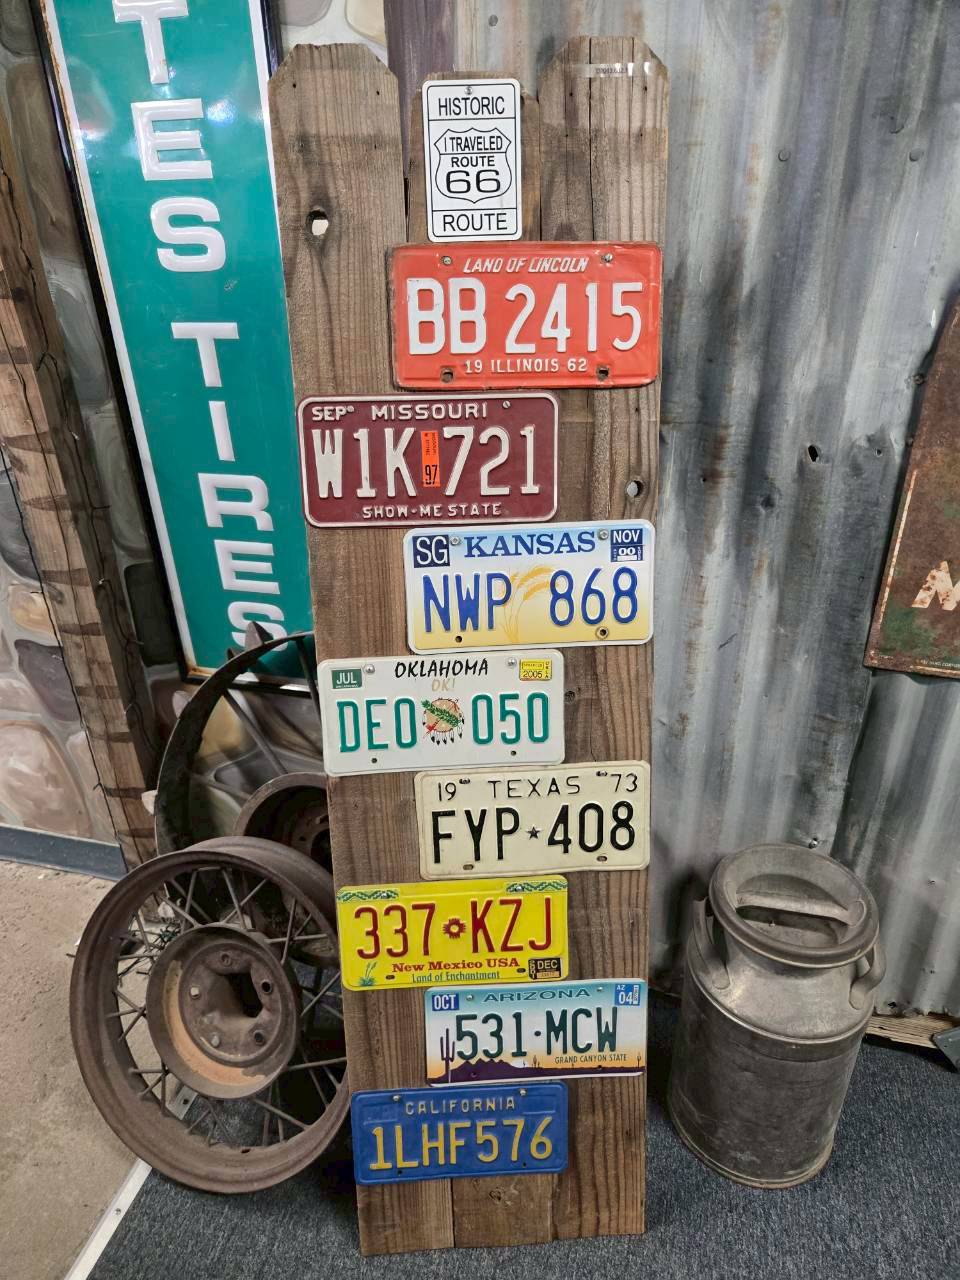 TES TIRES
HISTORIC
I TRAVELED
ROUTE
66
ROUTE
LAND OF LINCOLN
BB 2415
19 ILLINOIS 62
SEP MISSOURI
W1K 721
97
SHOW-ME STATE
SG KANSAS NOV
00
NWP 868
JUL OKLAHOMA
OK!
2005
DEO 050
19 TEXAS 73
FYP★408
337 KZJ
New Mexico USA
Land of Enchantment
DEC
OCT ARIZONA AZ
04
531·MCW
GRAND CANYON STATE
CALIFORNIA
1LHF576
M